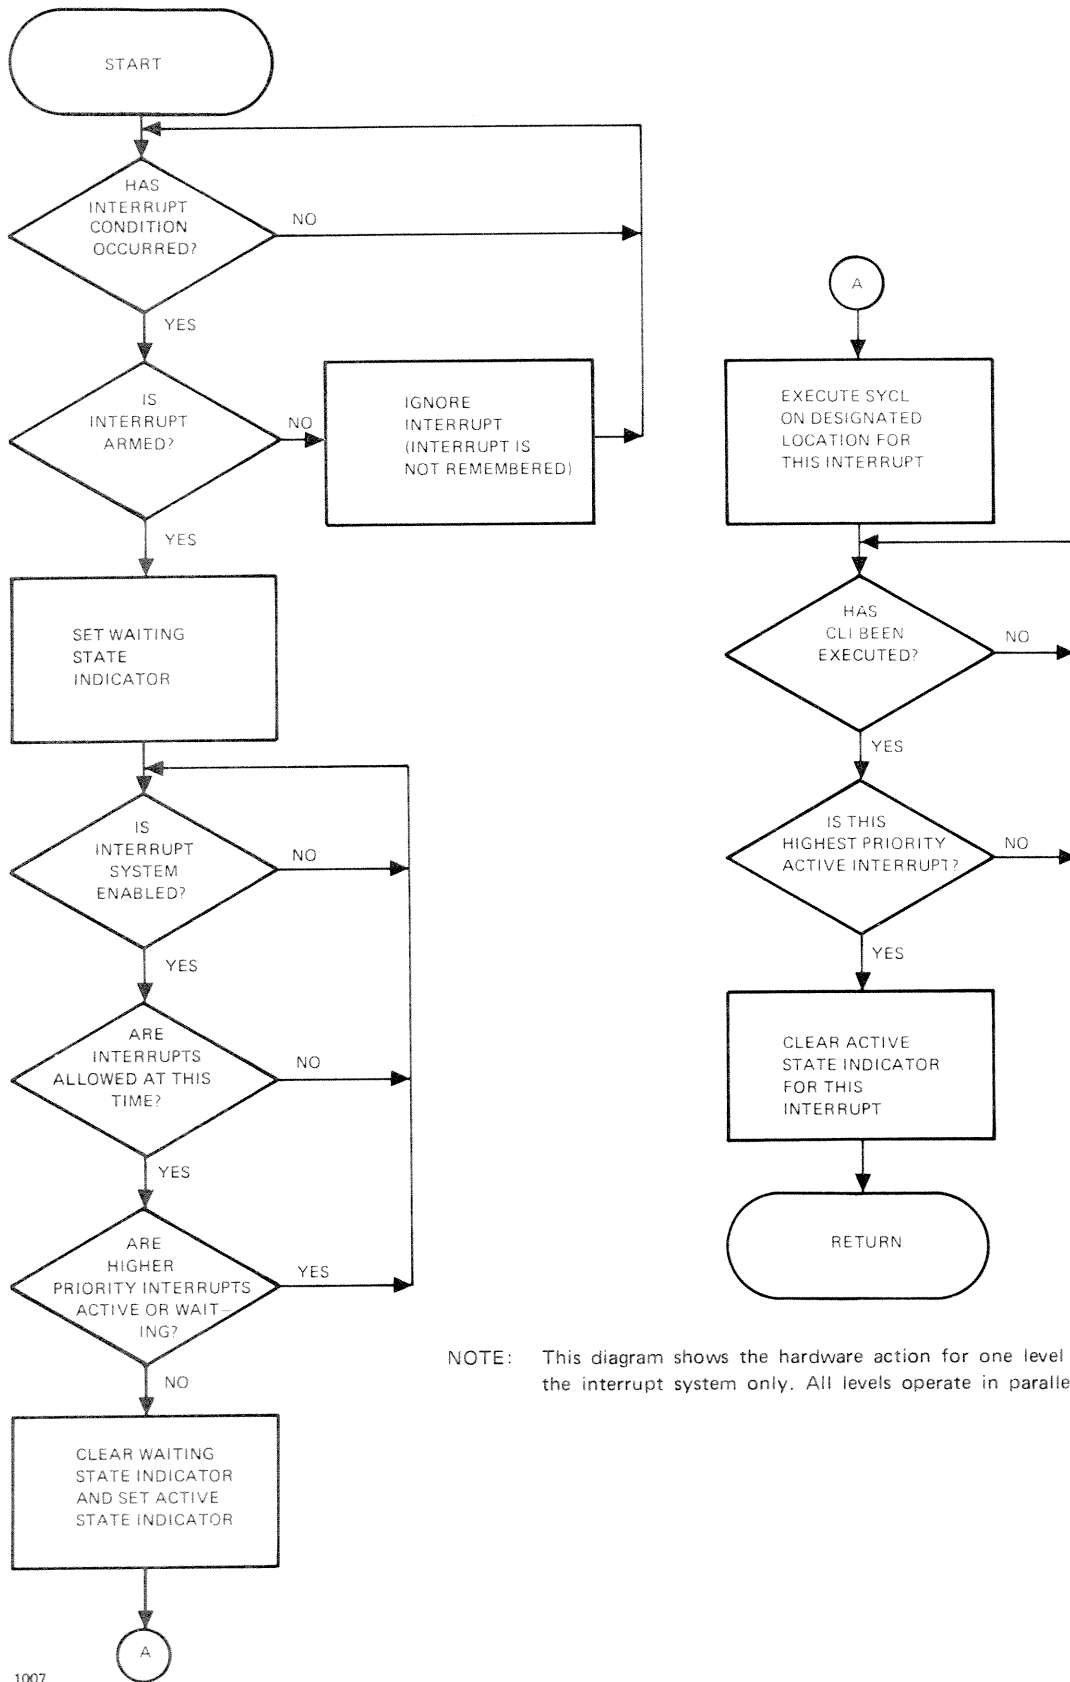 START
HAS
INTERRUPT
CONDITION
OCCURRED?
NO
YES
IS
INTERRUPT
ARMED?
NO
IGNORE
INTERRUPT
(INTERRUPT IS
NOT REMEMBERED)
YES
SET WAITING
STATE
INDICATOR
IS
INTERRUPT
SYSTEM
ENABLED?
NO
YES
ARE
INTERRUPTS
ALLOWED AT THIS
TIME?
NO
YES
ARE
HIGHER
PRIORITY INTERRUPTS
ACTIVE OR WAIT–
ING?
YES
NO
CLEAR WAITING
STATE INDICATOR
AND SET ACTIVE
STATE INDICATOR
A
A
EXECUTE SYCL
ON DESIGNATED
LOCATION FOR
THIS INTERRUPT
HAS
CLI BEEN
EXECUTED?
NO
YES
IS THIS
HIGHEST PRIORITY
ACTIVE INTERRUPT?
NO
YES
CLEAR ACTIVE
STATE INDICATOR
FOR THIS
INTERRUPT
RETURN
NOTE: This diagram shows the hardware action for one level
the interrupt system only. All levels operate in paralle
1007